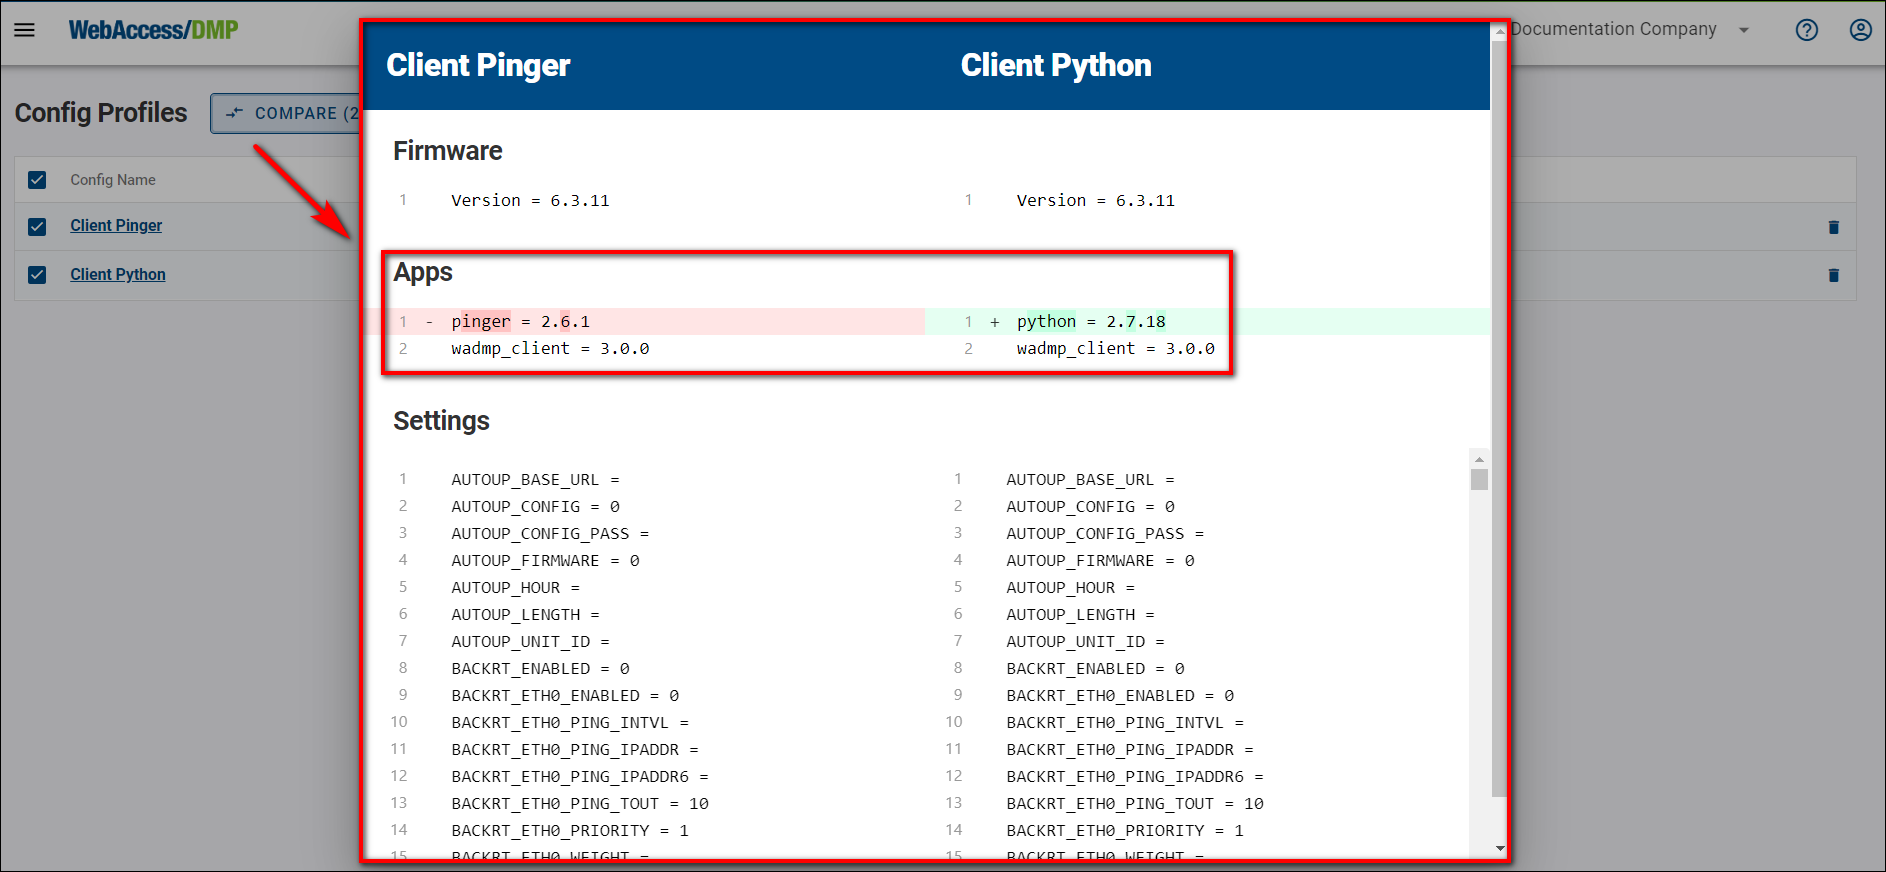 WebAccess/DMP
Documentation Company
Config Profiles
COMPARE (2
Config Name
Client Pinger
Client Python
Client Pinger Client Python
Firmware
1 Version = 6.3.11 1 Version = 6.3.11
Apps
1 - pinger = 2.6.1 1 + python = 2.7.18
2 wadmp_client = 3.0.0 2 wadmp_client = 3.0.0
Settings
1 AUTOUP_BASE_URL = 1 AUTOUP_BASE_URL =
2 AUTOUP_CONFIG = 0 2 AUTOUP_CONFIG = 0
3 AUTOUP_CONFIG_PASS = 3 AUTOUP_CONFIG_PASS =
4 AUTOUP_FIRMWARE = 0 4 AUTOUP_FIRMWARE = 0
5 AUTOUP_HOUR = 5 AUTOUP_HOUR =
6 AUTOUP_LENGTH = 6 AUTOUP_LENGTH =
7 AUTOUP_UNIT_ID = 7 AUTOUP_UNIT_ID =
8 BACKRT_ENABLED = 0 8 BACKRT_ENABLED = 0
9 BACKRT_ETH0_ENABLED = 0 9 BACKRT_ETH0_ENABLED = 0
10 BACKRT_ETH0_PING_INTVL = 10 BACKRT_ETH0_PING_INTVL =
11 BACKRT_ETH0_PING_IPADDR = 11 BACKRT_ETH0_PING_IPADDR =
12 BACKRT_ETH0_PING_IPADDR6 = 12 BACKRT_ETH0_PING_IPADDR6 =
13 BACKRT_ETH0_PING_TOUT = 10 13 BACKRT_ETH0_PING_TOUT = 10
14 BACKRT_ETH0_PRIORITY = 1 14 BACKRT_ETH0_PRIORITY = 1
15 BACKRT_ETH0_WEIGHT = 15 BACKRT_ETH0_WEIGHT =